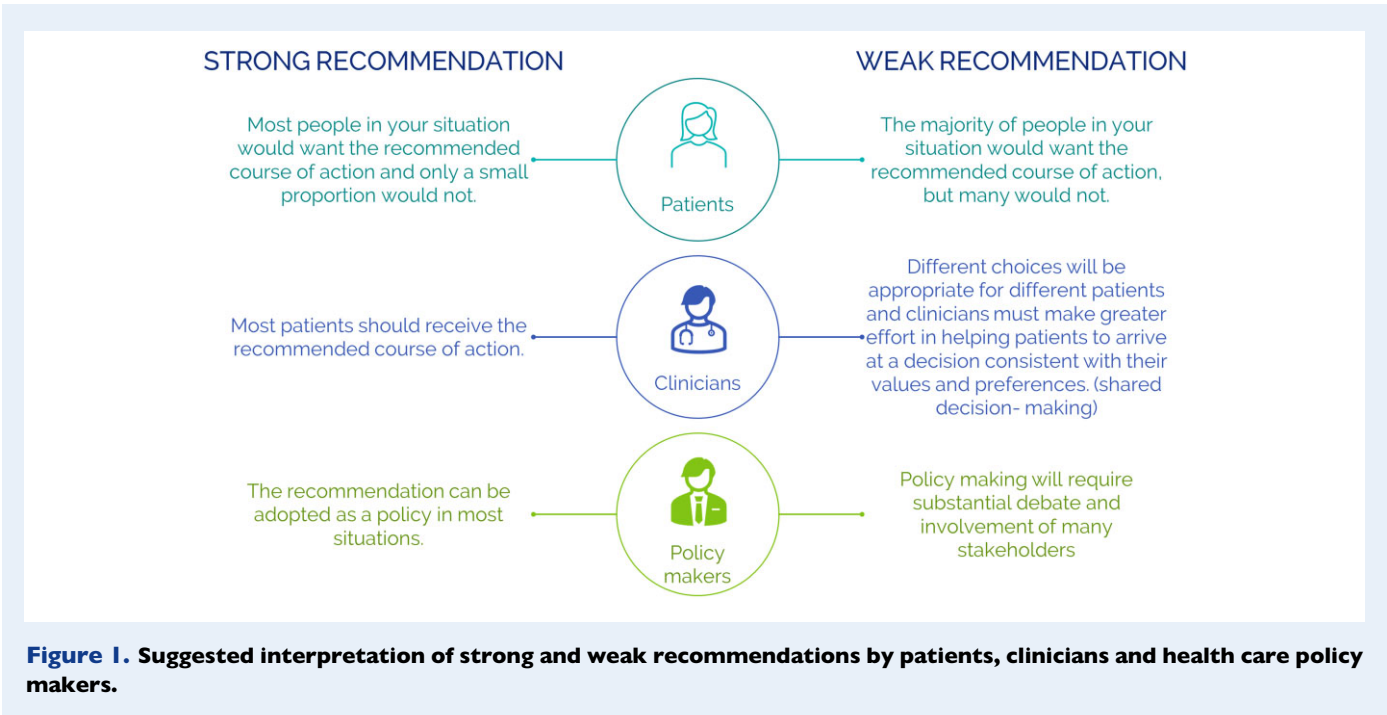 STRONG RECOMMENDATION
WEAK RECOMMENDATION
Most people in your situation
would want the recommended
course of action and only a small
proportion would not.
Patients
The majority of people in your
situation would want the
recommended course of action,
but many would not.
Most patients should receive the
recommended course of action.
Clinicians
Different choices will be
appropriate for different patients
and clinicians must make greater
effort in helping patients to arrive
at a decision consistent with their
values and preferences. (shared
decision- making)
The recommendation can be
adopted as a policy in most
situations.
Policy
makers
Policy making will require
substantial debate and
involvement of many
stakeholders
Figure 1. Suggested interpretation of strong and weak recommendations by patients, clinicians and health care policy
makers.